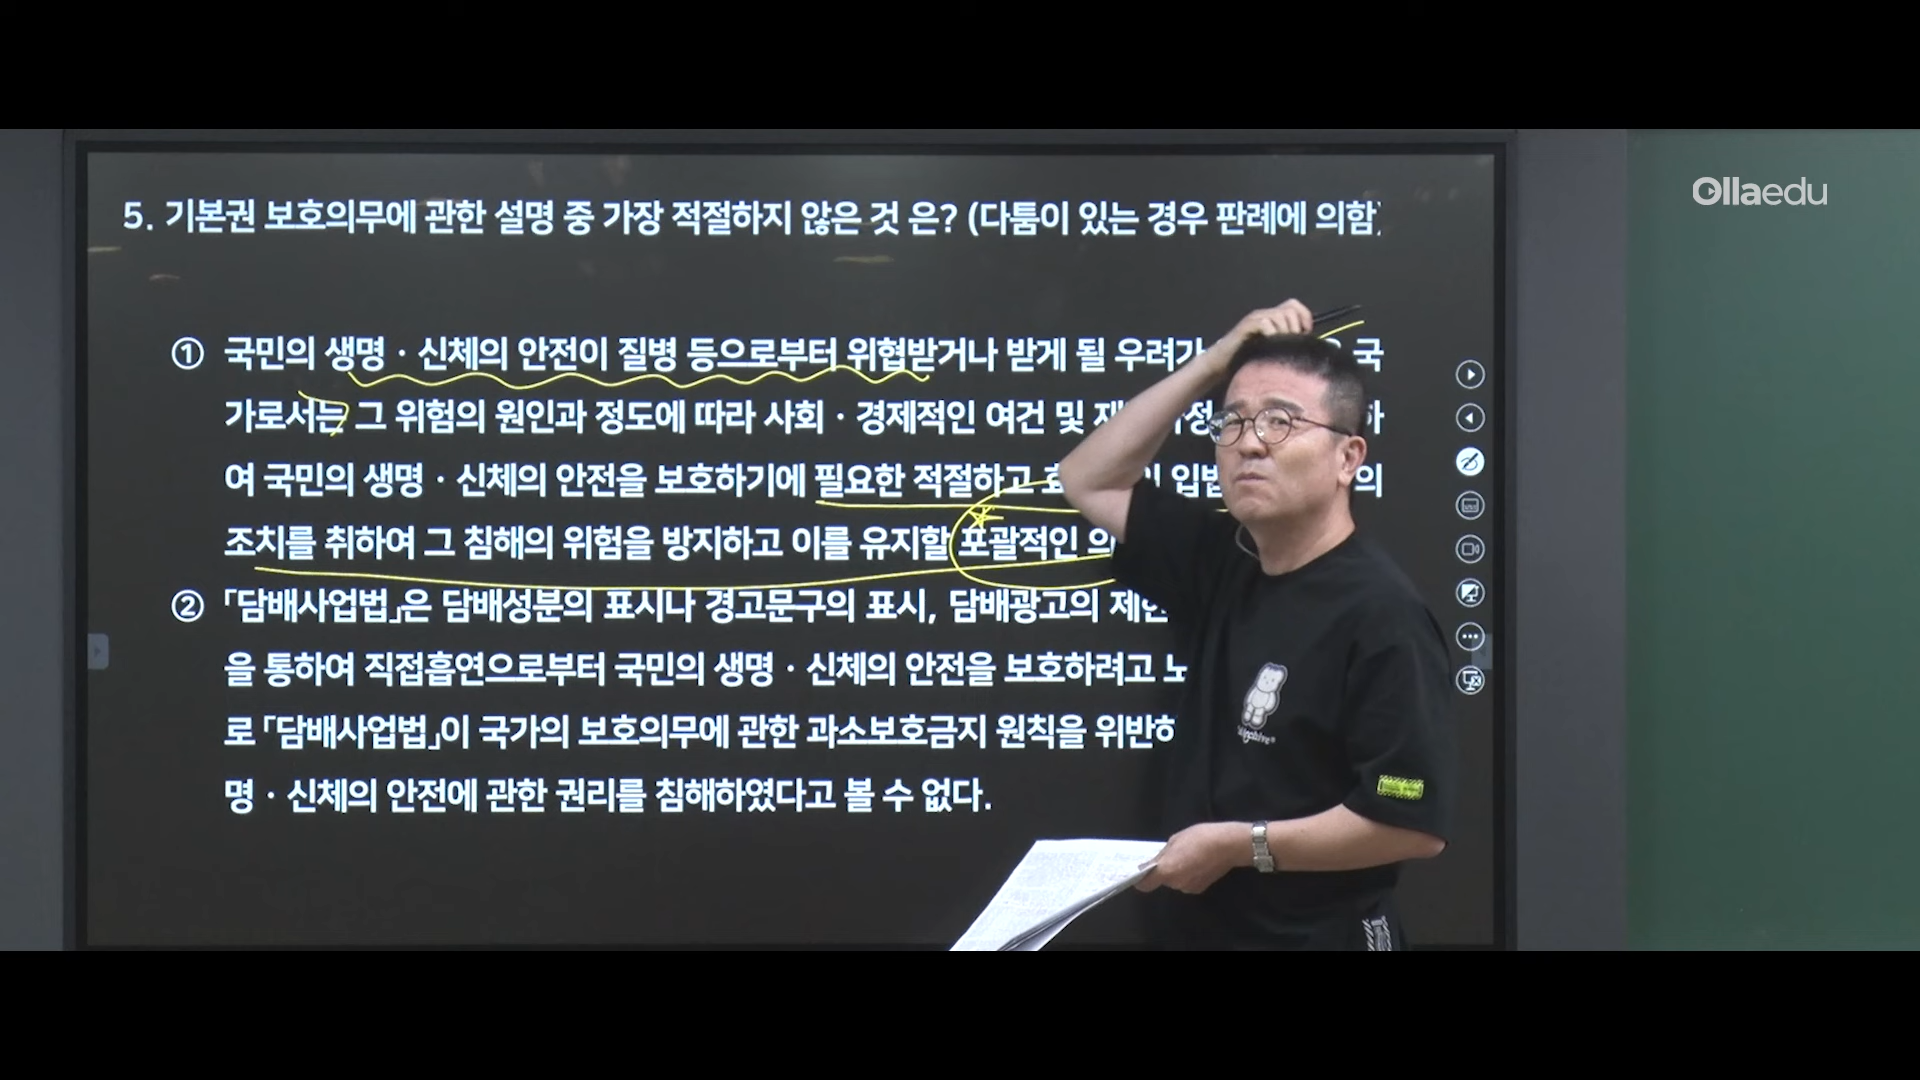 Ollaedu
5. 기본권 보호의무에 관한 설명 중 가장 적절하지 않은 것 은? (다툼이 있는 경우 판례에 의함)
① 국민의 생명·신체의 안전이 질병 등으로부터 위협받거나 받게 될 우려가 국
가로서는 그 위험의 원인과 정도에 따라 사회·경제적인 여건 및
여 국민의 생명·신체의 안전을 보호하기에 필요한 적절하고 입법 의
조치를 취하여 그 침해의 위험을 방지하고 이를 유지할 포괄적인 의
② 「담배사업법」은 담배성분의 표시나 경고문구의 표시, 담배광고의
을 통하여 직접흡연으로부터 국민의 생명·신체의 안전을 보호하려고
로 「담배사업법」이 국가의 보호의무에 관한 과소보호금지 원칙을
명·신체의 안전에 관한 권리를 침해하였다고 볼 수 없다.